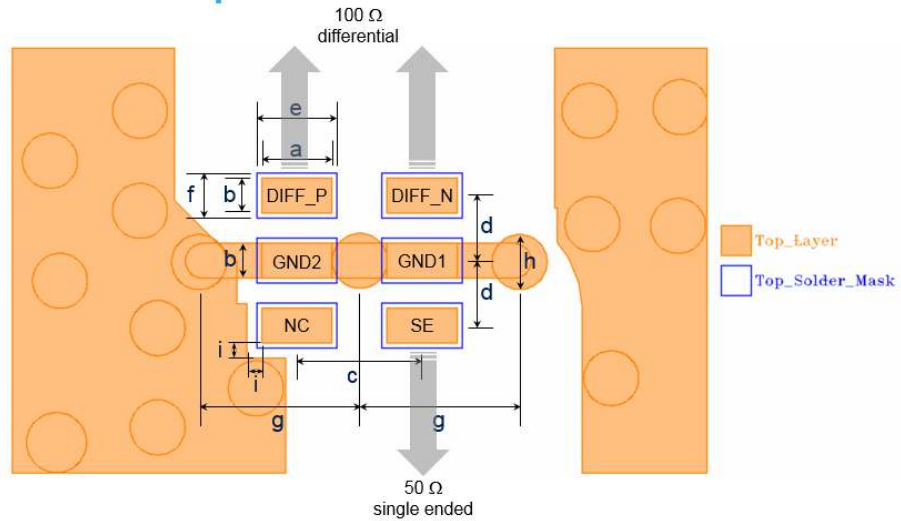 100 Ω
differential
e
a
f
b
DIFF_P
DIFF_N
d
b
GND2
GND1
h
d
NC
SE
i
i
c
g
g
50 Ω
single ended
Top_Layer
Top_Solder_Mask